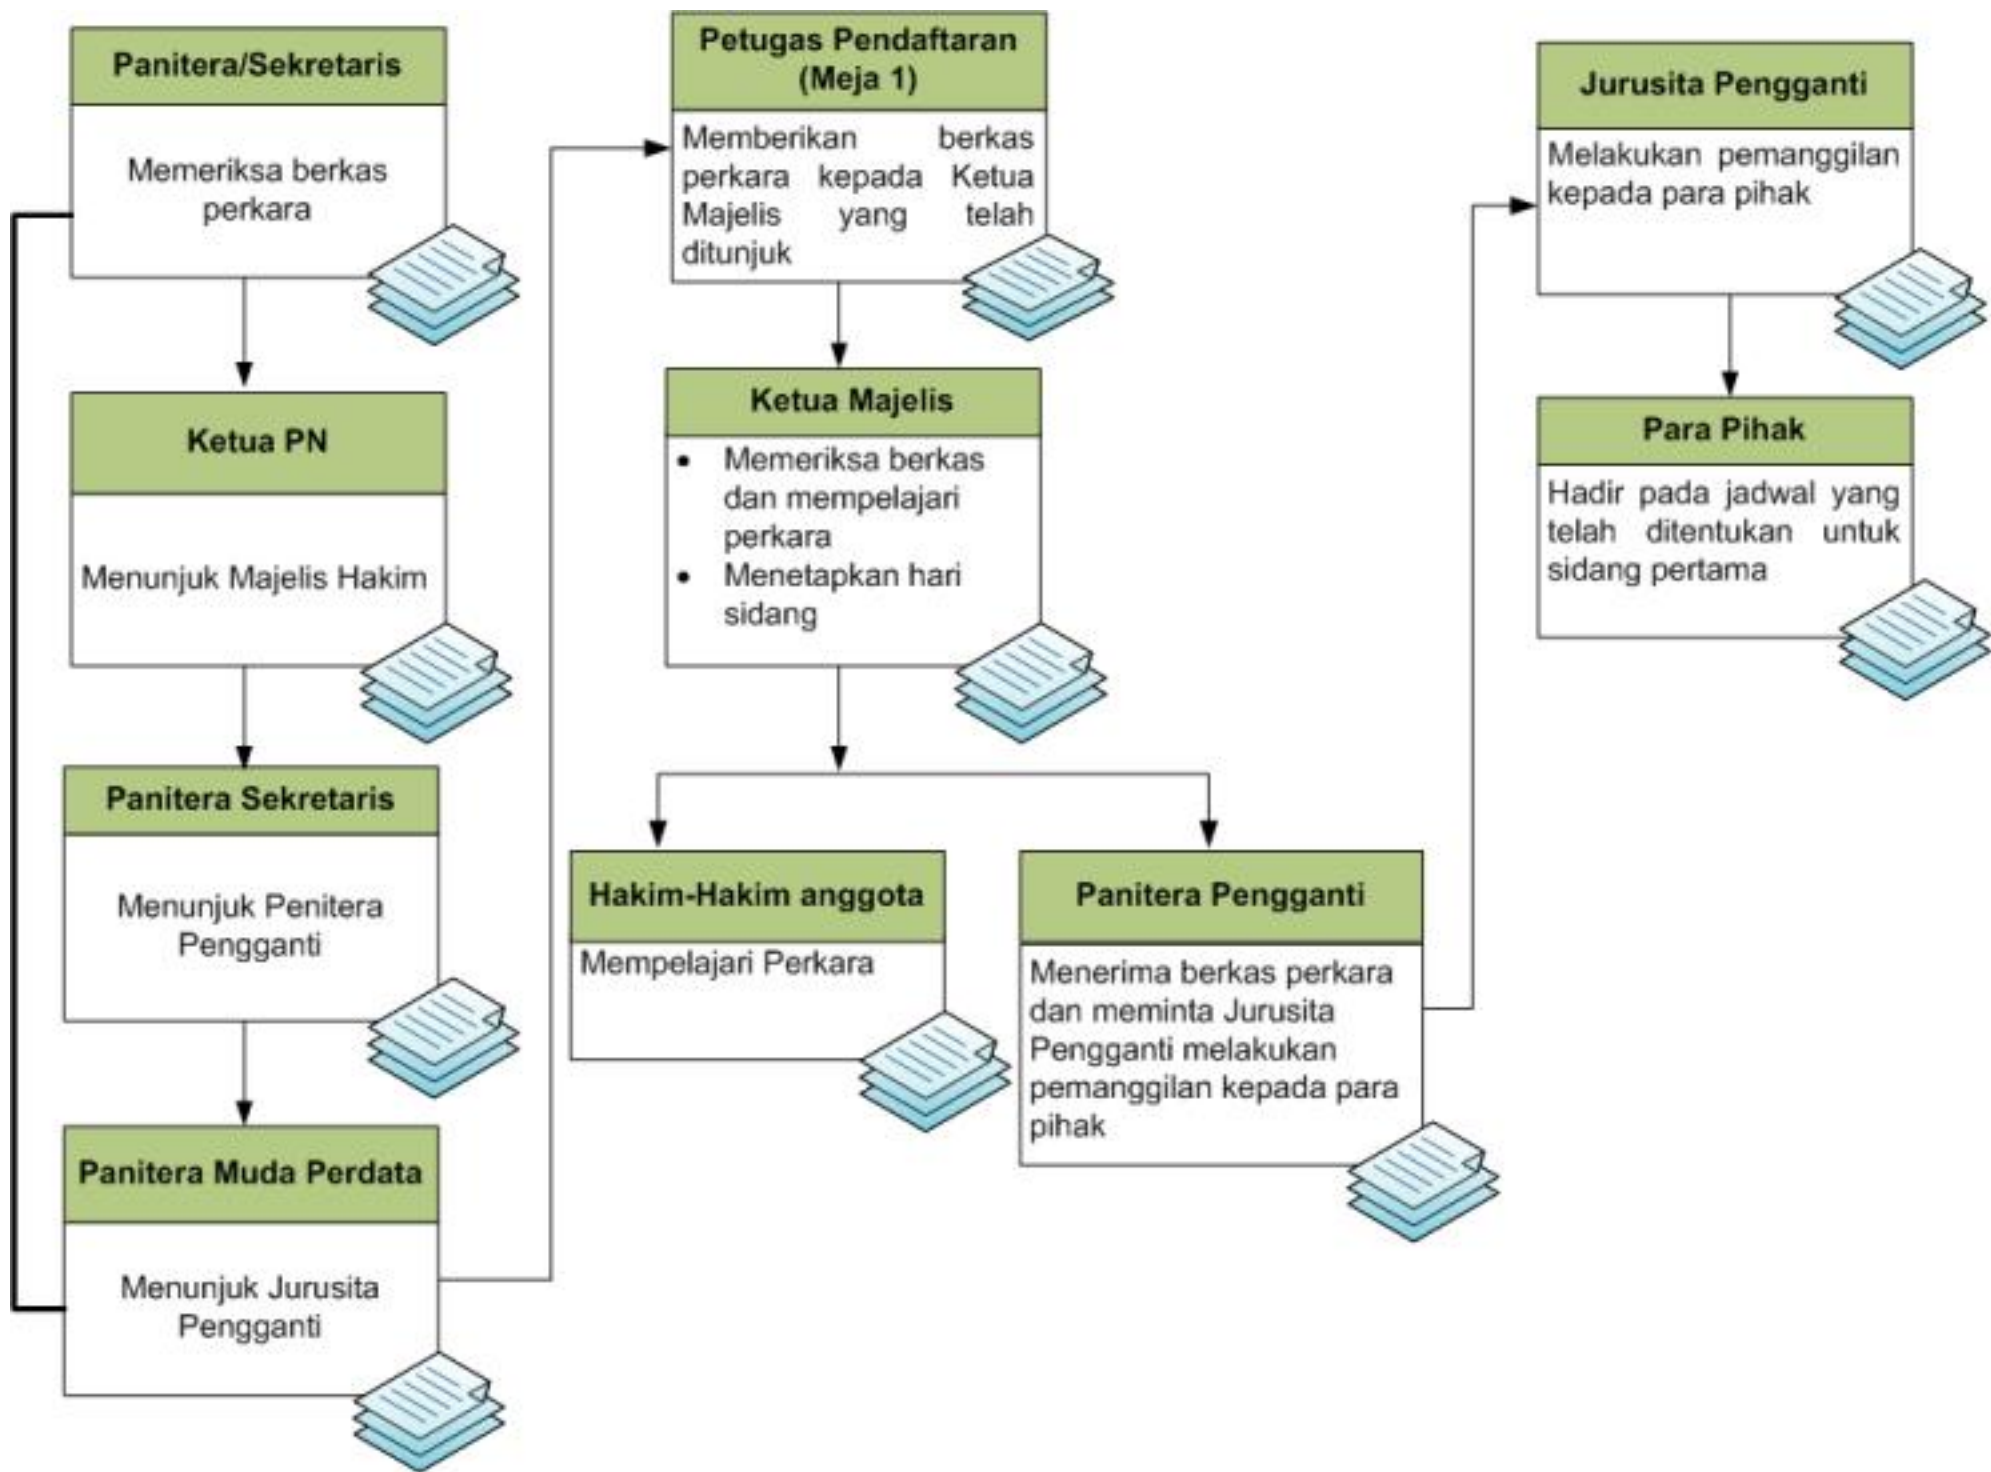 Panitera/Sekretaris
Memeriksa berkas
perkara
Ketua PN
Menunjuk Majelis Hakim
Panitera Sekretaris
Menunjuk Penitera
Pengganti
Panitera Muda Perdata
Menunjuk Jurusita
Pengganti
Petugas Pendaftaran
(Meja 1)
Memberikan berkas
perkara kepada Ketua
Majelis yang telah
ditunjuk
Ketua Majelis
• Memeriksa berkas
dan mempelajari
perkara
• Menetapkan hari
sidang
Hakim-Hakim anggota
Mempelajari Perkara
Panitera Pengganti
Menerima berkas perkara
dan meminta Jurusita
Pengganti melakukan
pemanggilan kepada para
pihak
Jurusita Pengganti
Melakukan pemanggilan
kepada para pihak
Para Pihak
Hadir pada jadwal yang
telah ditentukan untuk
sidang pertama